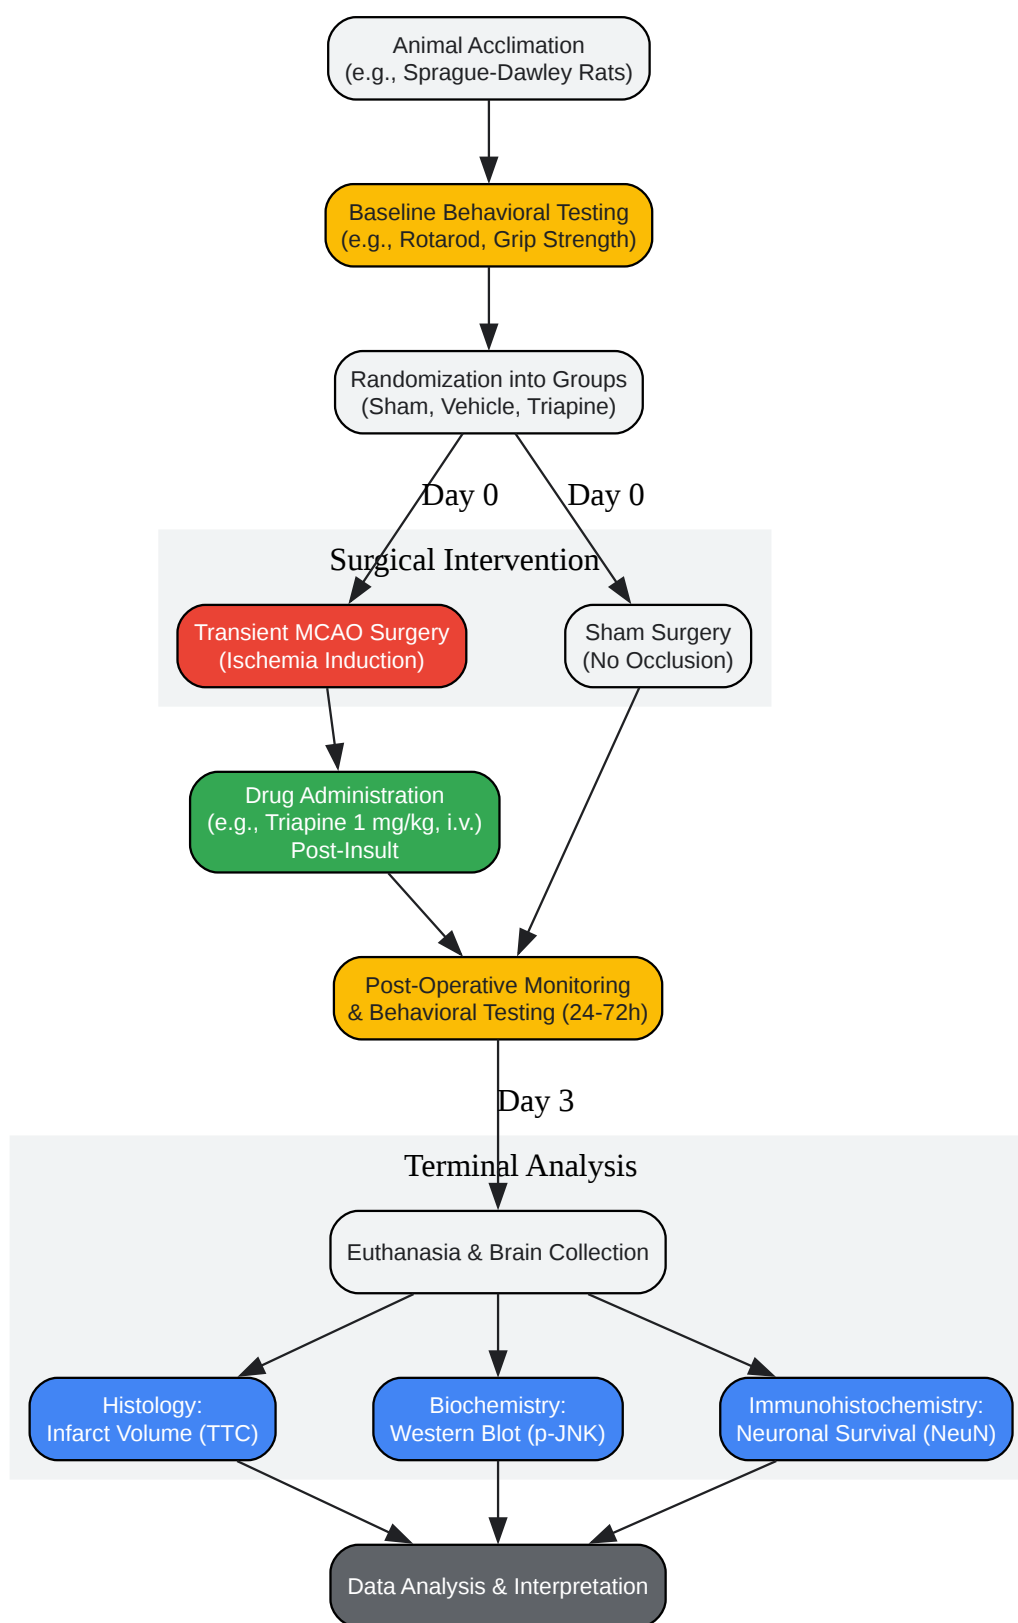 Animal Acclimation
(e.g., Sprague-Dawley Rats)
Baseline Behavioral Testing
(e.g., Rotarod, Grip Strength)
Randomization into Groups
(Sham, Vehicle, Triapine)
Day 0
Day 0
Surgical Intervention
Transient MCAO Surgery
(Ischemia Induction)
Sham Surgery
(No Occlusion)
Drug Administration
(e.g., Triapine 1 mg/kg, i.v.)
Post-Insult
Post-Operative Monitoring
& Behavioral Testing (24-72h)
Day 3
Terminal Analysis
Euthanasia & Brain Collection
Histology:
Infarct Volume (TTC)
Biochemistry:
Western Blot (p-JNK)
Immunohistochemistry:
Neuronal Survival (NeuN)
Data Analysis & Interpretation